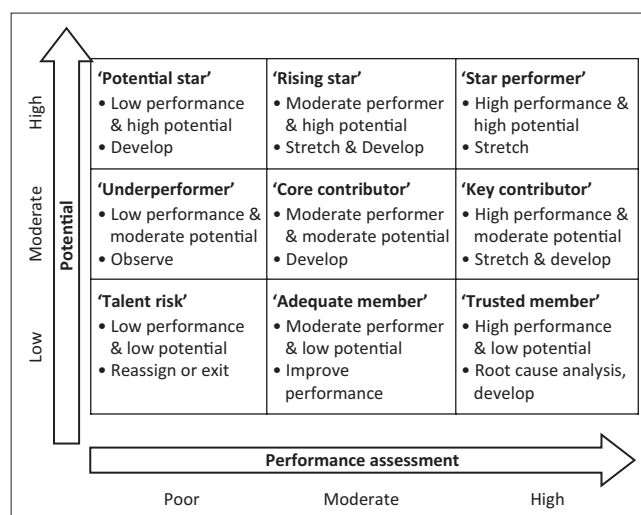 High
Moderate
Low
Potential
‘Potential star’
• Low performance
& high potential
• Develop
‘Rising star’
• Moderate performer
& high potential
• Stretch & Develop
‘Star performer’
• High performance &
high potential
• Stretch
‘Underperformer’
• Low performance &
moderate potential
• Observe
‘Core contributor’
• Moderate performer
& moderate potential
• Develop
‘Key contributor’
• High performance &
moderate potential
• Stretch & develop
‘Talent risk’
• Low performance
& low potential
• Reassign or exit
‘Adequate member’
• Moderate performer
& low potential
• Improve
performance
‘Trusted member’
• High performance
& low potential
• Root cause analysis,
develop
Performance assessment
Poor
Moderate
High